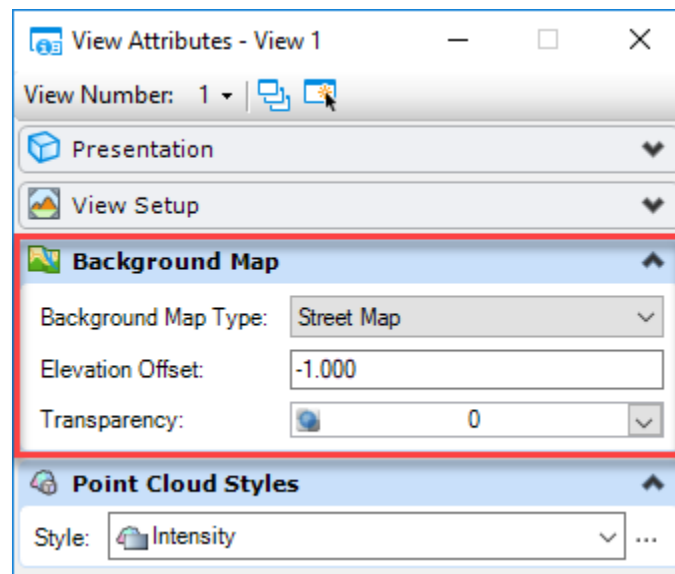 View Attributes - View 1
View Number: 1
Presentation
View Setup
Background Map
Background Map Type: Street Map
Elevation Offset: -1.000
Transparency: 0
Point Cloud Styles
Style: Intensity ...